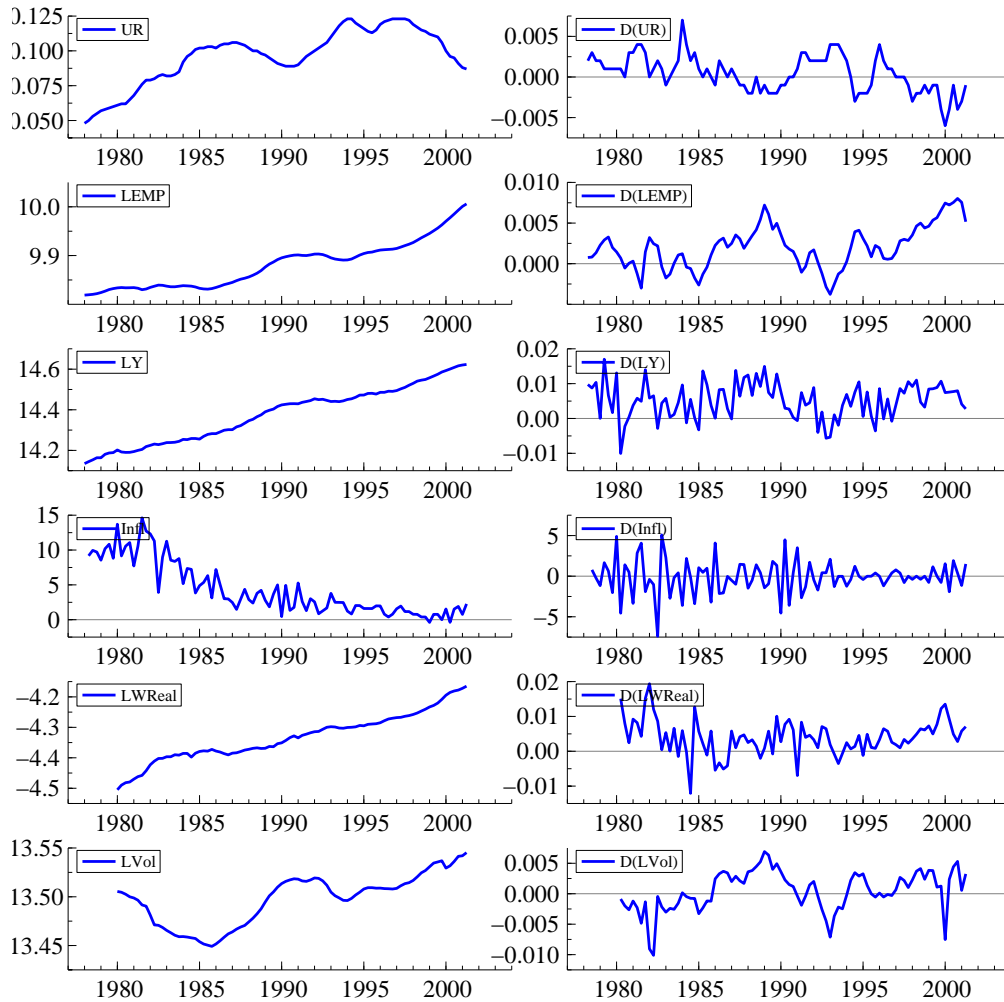 0.125
UR
0.100
0.075
0.050
1980 1985 1990 1995 2000
D(UR)
0.005
0.000
−0.005
1980 1985 1990 1995 2000
LEMP
10.0
9.9
1980 1985 1990 1995 2000
0.010
D(LEMP)
0.005
0.000
1980 1985 1990 1995 2000
LY
14.6
14.4
14.2
1980 1985 1990 1995 2000
0.02
D(LY)
0.01
0.00
−0.01
1980 1985 1990 1995 2000
15
Infl
10
5
0
1980 1985 1990 1995 2000
D(Infl)
5
0
−5
1980 1985 1990 1995 2000
LWReal
−4.2
−4.3
−4.4
−4.5
1980 1985 1990 1995 2000
0.02
D(LWReal)
0.01
0.00
−0.01
1980 1985 1990 1995 2000
13.55
LVol
13.50
13.45
1980 1985 1990 1995 2000
D(LVol)
0.005
0.000
−0.005
−0.010
1980 1985 1990 1995 2000